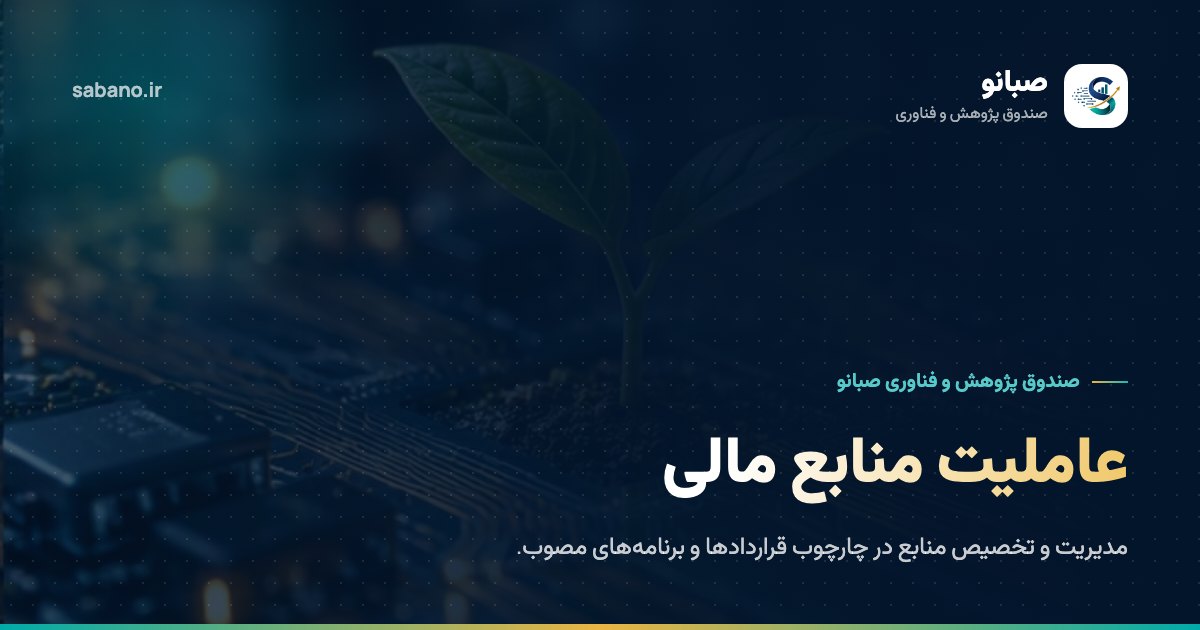 صبانو
صندوق پژوهش و فناوری
sabano.ir
صندوق پژوهش و فناوری صبانو
عاملیت منابع مالی
مدیریت و تخصیص منابع در چارچوب قراردادها و برنامه‌های مصوب.